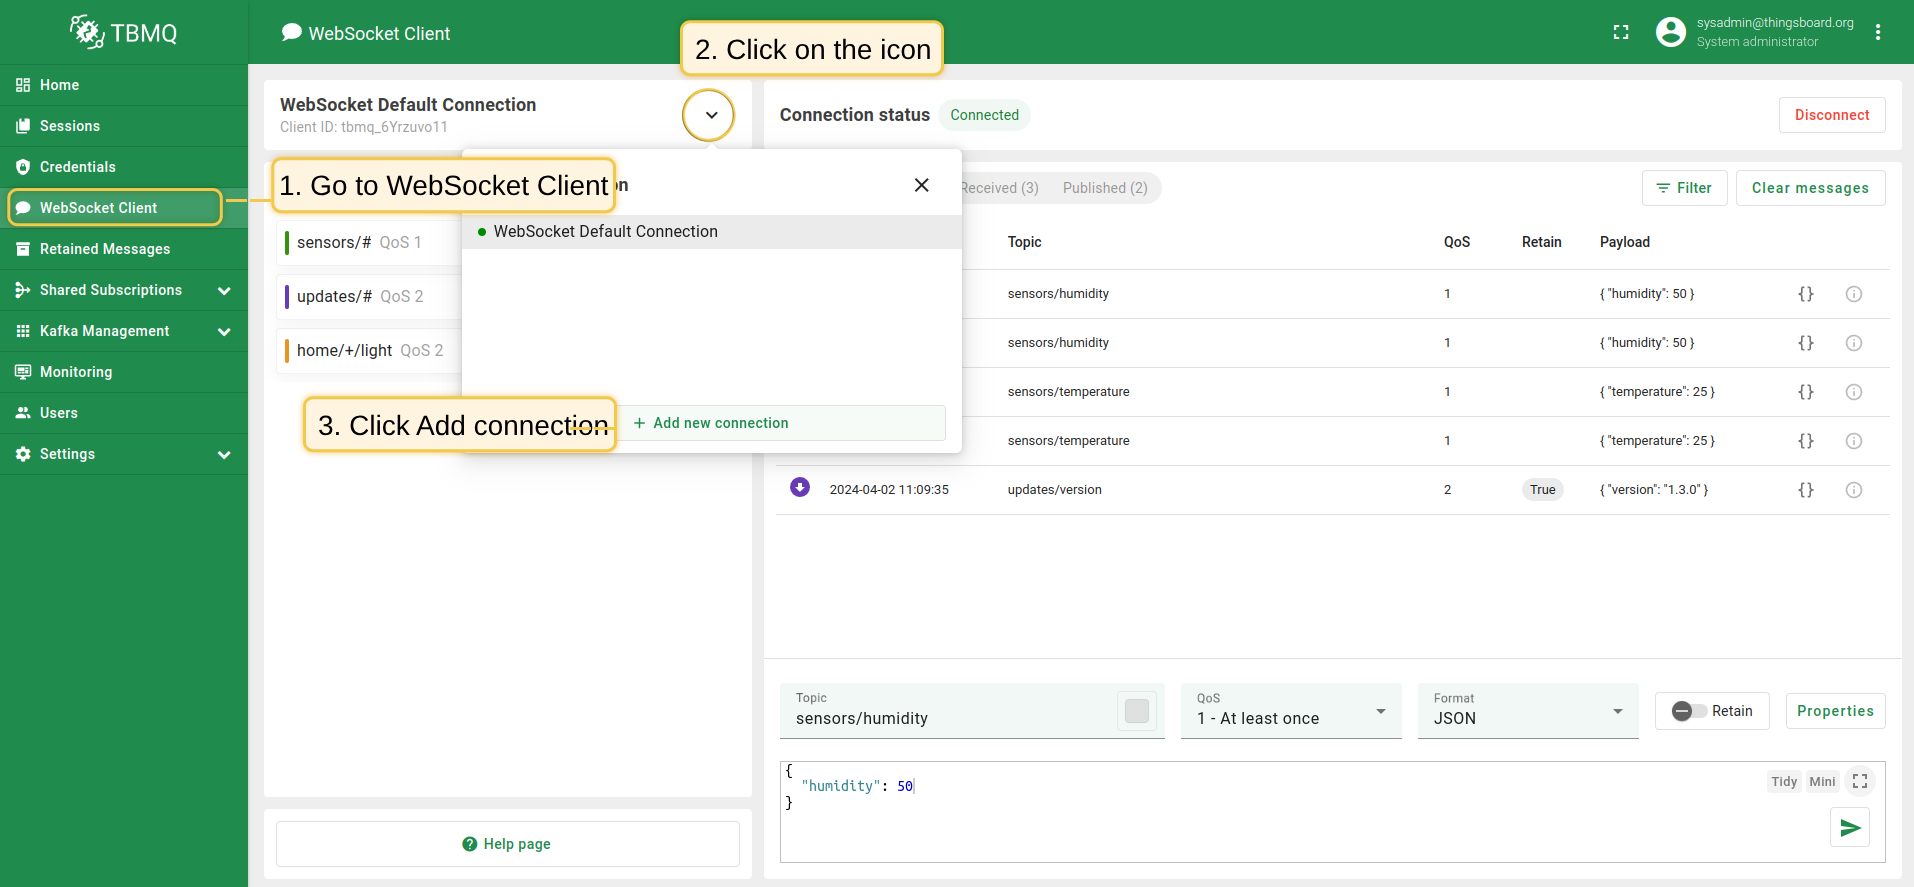 TBMQ
Home
Sessions
Credentials
WebSocket Client
Retained Messages
Shared Subscriptions
Kafka Management
Monitoring
Users
Settings
WebSocket Client
2. Click on the icon
sysadmin@thingsboard.org
System administrator
WebSocket Default Connection
Client ID: tbmq_6Yrzuvo11
1. Go to WebSocket Client
WebSocket Default Connection
sensors/# QoS 1
updates/# QoS 2
home/+/light QoS 2
3. Click Add connection
Add new connection
Help page
Connection status Connected
Disconnect
Received (3) Published (2)
Filter
Clear messages
Topic QoS Retain Payload
sensors/humidity 1 { "humidity": 50 } {}
sensors/humidity 1 { "humidity": 50 } {}
sensors/temperature 1 { "temperature": 25 } {}
sensors/temperature 1 { "temperature": 25 } {}
2024-04-02 11:09:35 updates/version 2 True { "version": "1.3.0" } {}
Topic
sensors/humidity
QoS
1 - At least once
Format
JSON
Retain
Properties
{
"humidity": 50
}
Tidy Mini